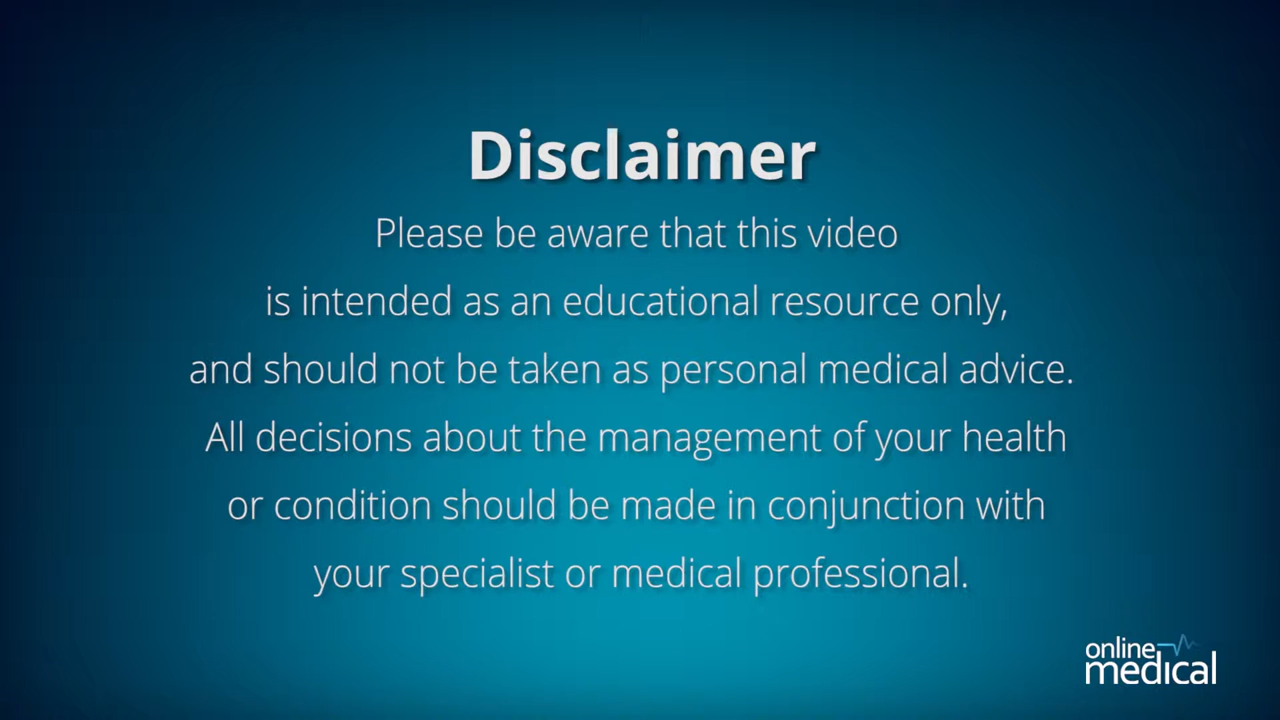 Disclaimer
Please be aware that this video
is intended as an educational resource only,
and should not be taken as personal medical advice.
All decisions about the management of your health
or condition should be made in conjunction with
your specialist or medical professional.
online
medical